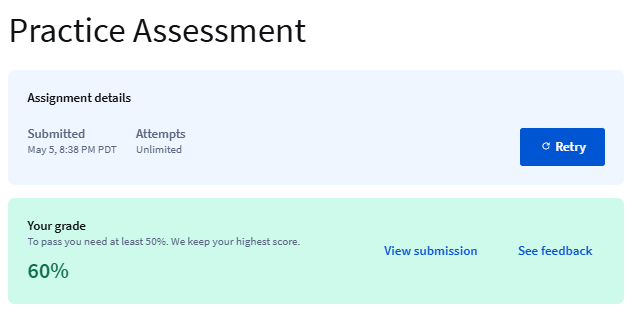 Practice Assessment
Assignment details
Submitted
May 5, 8:38 PM PDT
Attempts
Unlimited
Retry
Your grade
To pass you need at least 50%. We keep your highest score.
60%
View submission
See feedback